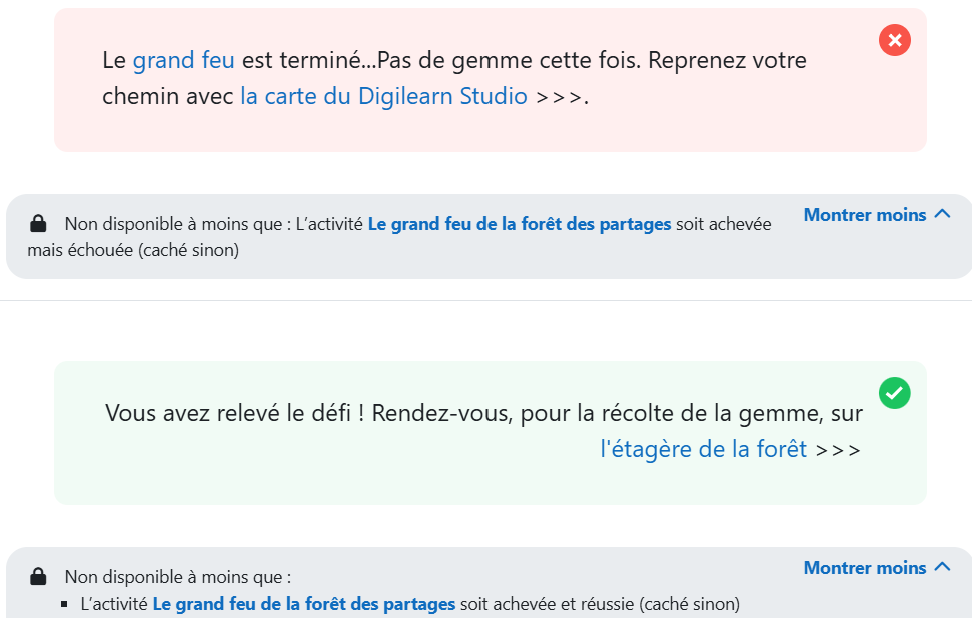 Le grand feu est terminé...Pas de gemme cette fois. Reprenez votre
chemin avec la carte du Digilearn Studio >>>.
Non disponible à moins que : L’activité Le grand feu de la forêt des partages soit achevée
mais échouée (caché sinon)
Montrer moins
Vous avez relevé le défi ! Rendez-vous, pour la récolte de la gemme, sur
l'étagère de la forêt >>>
Non disponible à moins que :
Montrer moins
▪ L’activité Le grand feu de la forêt des partages soit achevée et réussie (caché sinon)